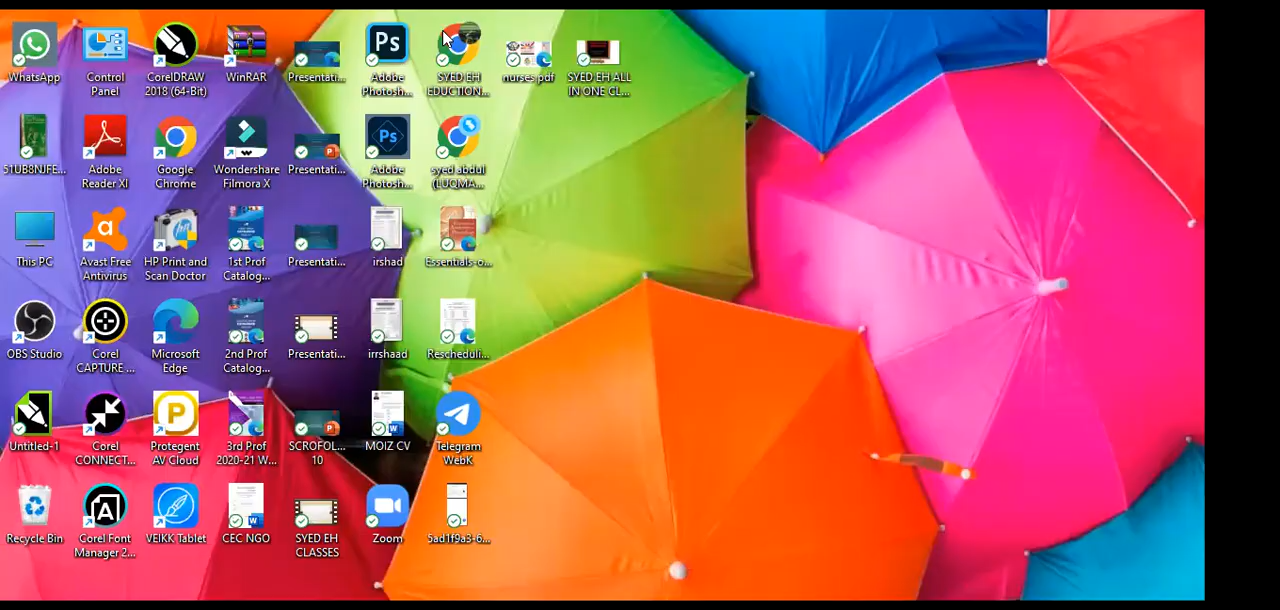 WhatsApp
Control
Panel
CorelDRAW
2018 (64-Bit)
WinRAR
Presentati...
Adobe
Photosh...
SYED EH
EDUCTION...
nurses pdf
SYED EH ALL
IN ONE CL...
51UB8NJFE...
Adobe
Reader XI
Google
Chrome
Wondershare
Filmora X
Presentati...
Adobe
Photosh...
syed abdul
(LUQMA...
This PC
Avast Free
Antivirus
HP Print and
Scan Doctor
1st Prof
Catalog...
Presentati...
irshad
Essentials-o...
OBS Studio
Corel
CAPTURE ...
Microsoft
Edge
2nd Prof
Catalog...
Presentati...
irrshaad
Rescheduli...
Untitled-1
Corel
CONNECT...
Protegent
AV Cloud
3rd Prof
2020-21 W...
SCROFOL...
10
MOIZ CV
Telegram
WebK
Recycle Bin
Corel Font
Manager 2...
VEIKK Tablet
CEC NGO
SYED EH
CLASSES
Zoom
5ad1f9a3-6...